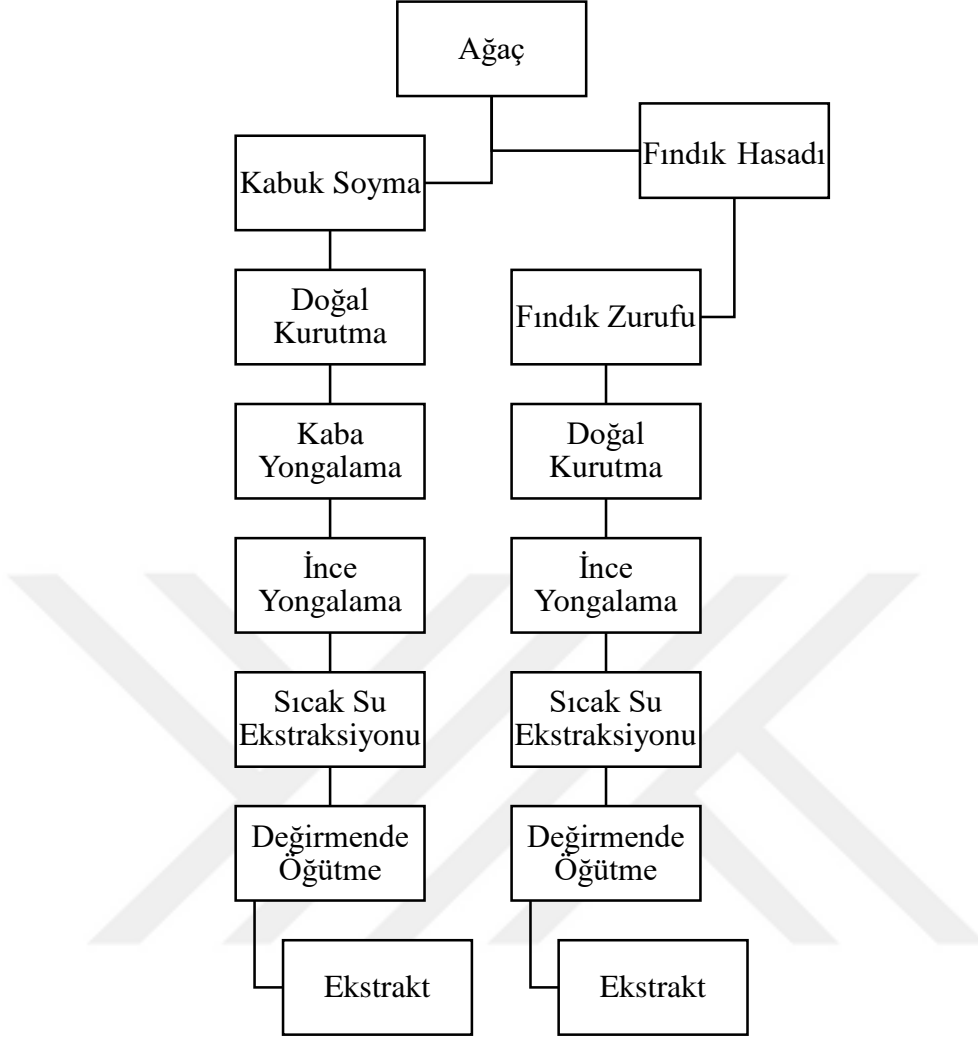 Ağaç
Fındık Hasadı
Kabuk Soyma
Doğal
Kurutma
Kaba
Yongalama
İnce
Yongalama
Sıcak Su
Ekstraksiyonu
Değirmende
Öğütme
Ekstrakt
Fındık Zurufu
Doğal
Kurutma
İnce
Yongalama
Sıcak Su
Ekstraksiyonu
Değirmende
Öğütme
Ekstrakt